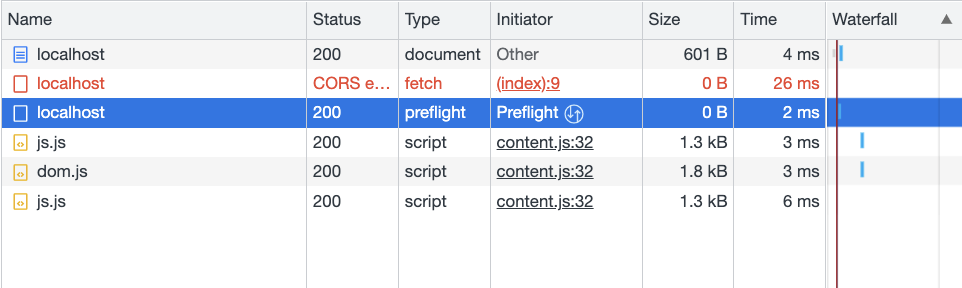 Name Status Type Initiator Size Time Waterfall
localhost 200 document Other 601 B 4 ms
localhost CORS e… fetch (index):9 0 B 26 ms
localhost 200 preflight Preflight 0 B 2 ms
js.js 200 script content.js:32 1.3 kB 3 ms
dom.js 200 script content.js:32 1.8 kB 3 ms
js.js 200 script content.js:32 1.3 kB 6 ms